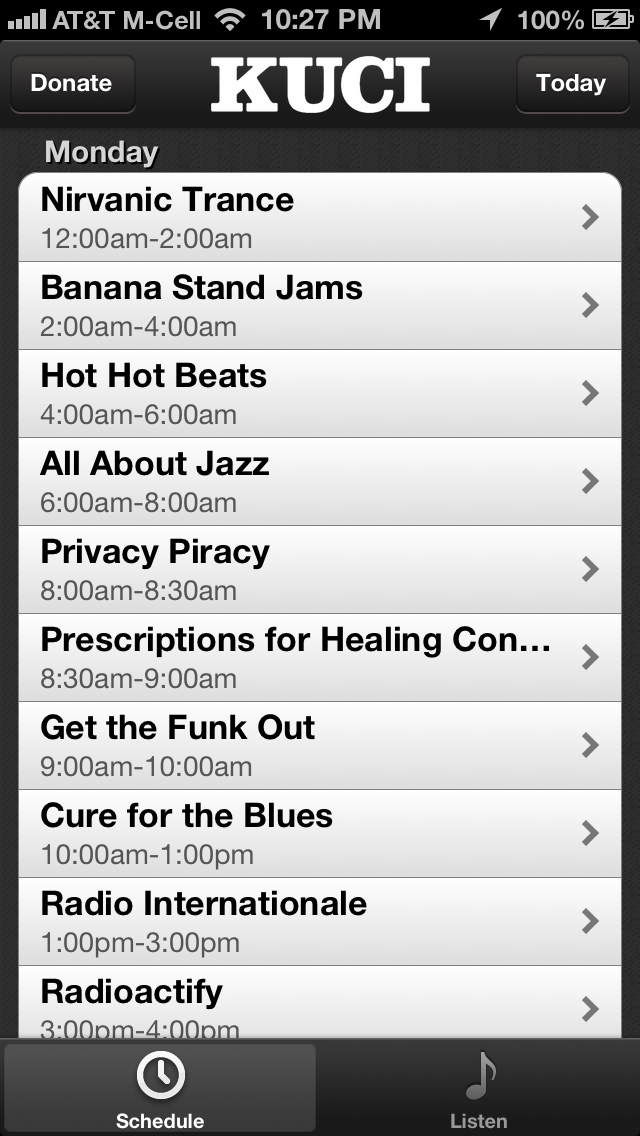 AT&T M-Cell 10:27 PM 100%
Donate KUCI Today
Monday
Nirvanic Trance
12:00am-2:00am
Banana Stand Jams
2:00am-4:00am
Hot Hot Beats
4:00am-6:00am
All About Jazz
6:00am-8:00am
Privacy Piracy
8:00am-8:30am
Prescriptions for Healing Con...
8:30am-9:00am
Get the Funk Out
9:00am-10:00am
Cure for the Blues
10:00am-1:00pm
Radio Internationale
1:00pm-3:00pm
Radioactify
3:00pm-4:00pm
Schedule Listen